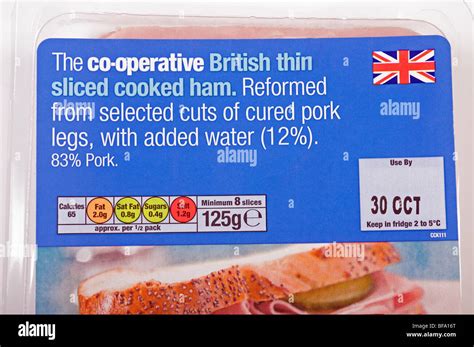 The co-operative British thin
sliced cooked ham. Reformed
from selected cuts of cured pork
legs, with added water (12%).
83% Pork.
Use By
30 OCT
Keep in fridge 2 to 5°C
CCK111
Calories 65
Fat 2.0g
Sat Fat 0.8g
Sugars 0.4g
Salt 1.2g
approx. per 1/2 pack
Minimum 8 slices
125g e
alamy
alamy
alamy
alamy
alamy
alamy
Image ID: BFA16T
www.alamy.com